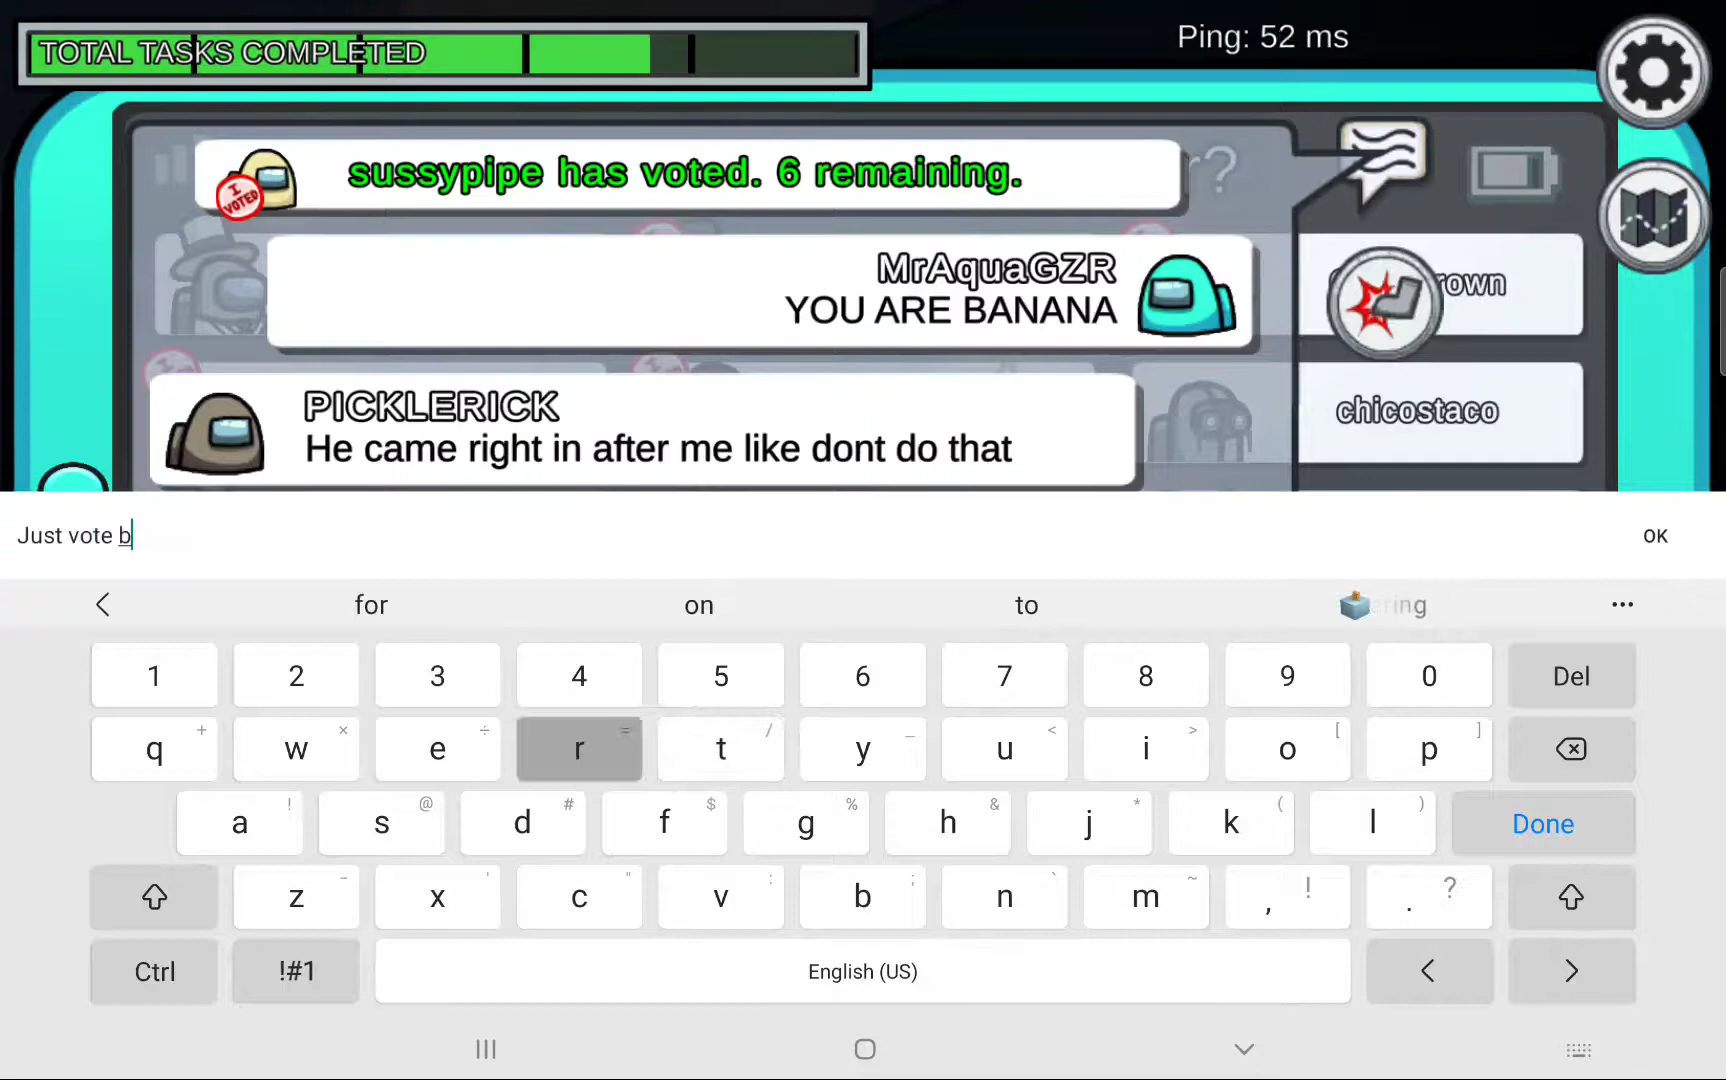 TOTAL TASKS COMPLETED
Ping: 52 ms
sussypipe has voted. 6 remaining.
r?
I VOTED
MrAquaGZR
YOU ARE BANANA
rown
PICKLERICK
He came right in after me like dont do that
chicostaco
Just vote b
OK
for on to ring ...
1 2 3 4 5 6 7 8 9 0 Del
q + w × e ÷ r = t / y _ u < i > o [ p ]
a ! s @ d # f $ g % h & j * k ( l ) Done
z - x ' c " v : b ; n ` m ~ , ! . ?
Ctrl !#1 English (US) < >